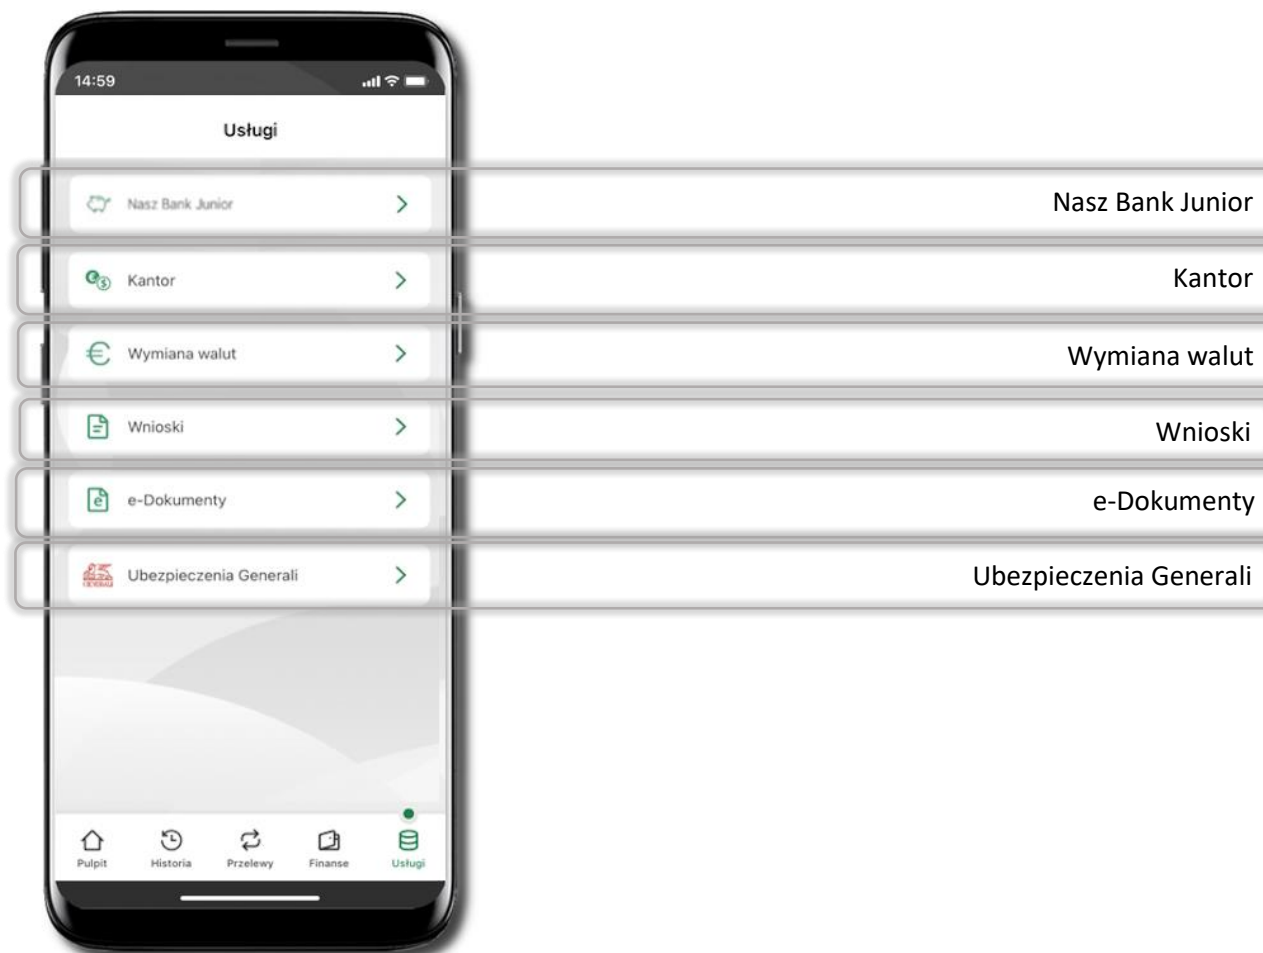 14:59
Usługi
Nasz Bank Junior
Nasz Bank Junior
Kantor
Kantor
Wymiana walut
Wymiana walut
Wnioski
Wnioski
e-Dokumenty
e-Dokumenty
Ubezpieczenia Generali
Ubezpieczenia Generali
Pulpit Historia Przelewy Finanse Usługi